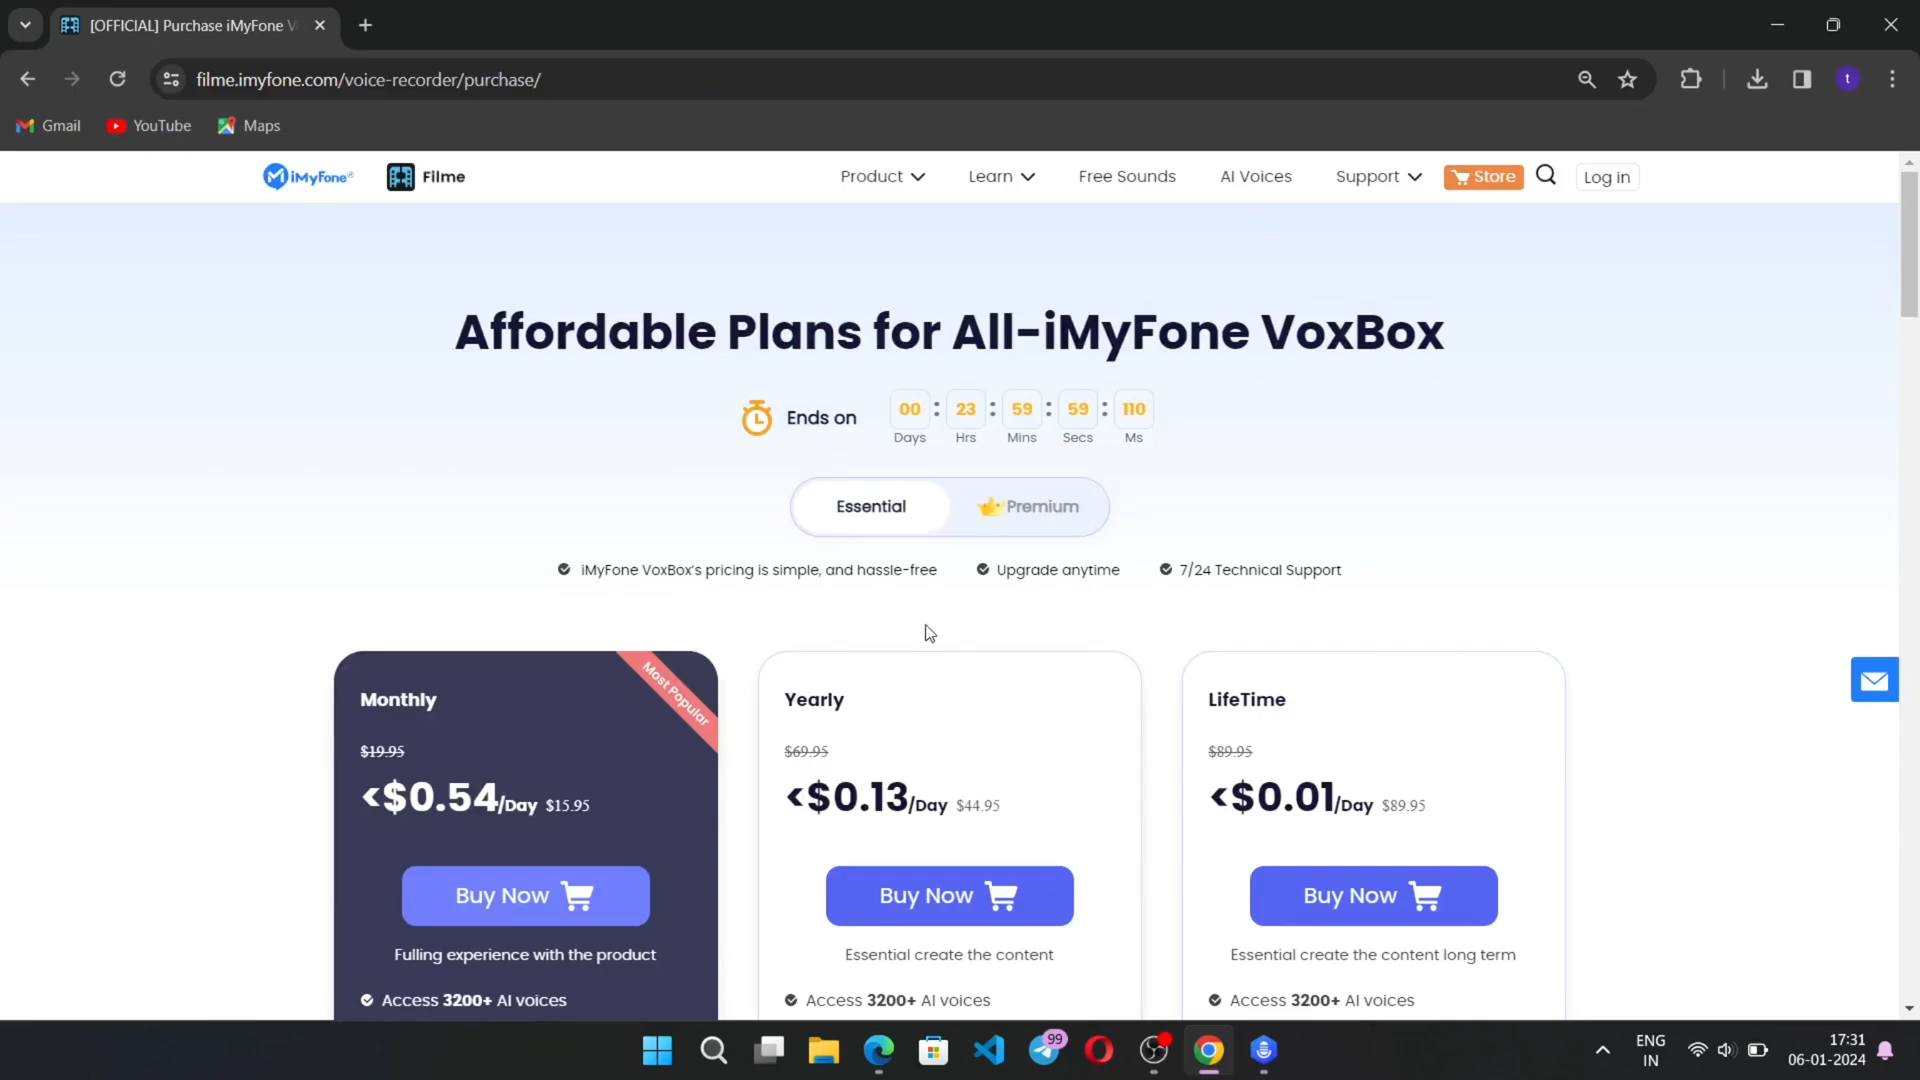 [OFFICIAL] Purchase iMyFone V
filme.imyfone.com/voice-recorder/purchase/
t
Gmail
YouTube
Maps
iMyFone®
Filme
Product
Learn
Free Sounds
AI Voices
Support
Store
Log in
Affordable Plans for All-iMyFone VoxBox
Ends on
00 : 23 : 59 : 59 : 110
Days Hrs Mins Secs Ms
Essential
Premium
iMyFone VoxBox's pricing is simple, and hassle-free
Upgrade anytime
7/24 Technical Support
Monthly
Most Popular
$19.95
<$0.54/Day $15.95
Buy Now
Fulling experience with the product
Access 3200+ AI voices
Yearly
$69.95
<$0.13/Day $44.95
Buy Now
Essential create the content
Access 3200+ AI voices
LifeTime
$89.95
<$0.01/Day $89.95
Buy Now
Essential create the content long term
Access 3200+ AI voices
99
ENG
IN
17:31
06-01-2024